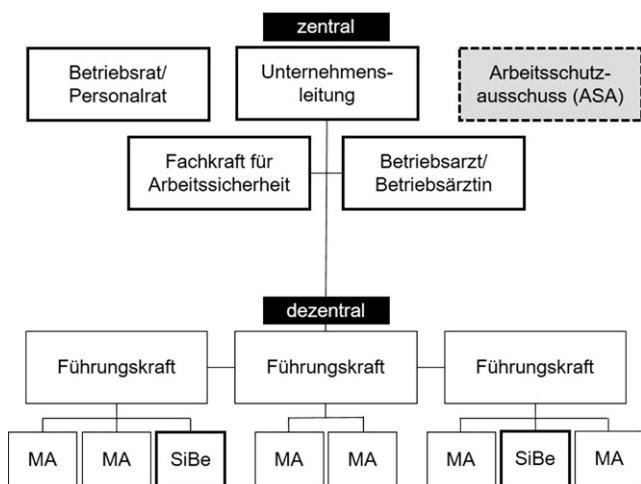 zentral
Betriebsrat/
Personalrat
Unternehmens-
leitung
Arbeitsschutz-
ausschuss (ASA)
Fachkraft für
Arbeitssicherheit
Betriebsarzt/
Betriebsärztin
dezentral
Führungskraft
Führungskraft
Führungskraft
MA
MA
SiBe
MA
MA
MA
SiBe
MA